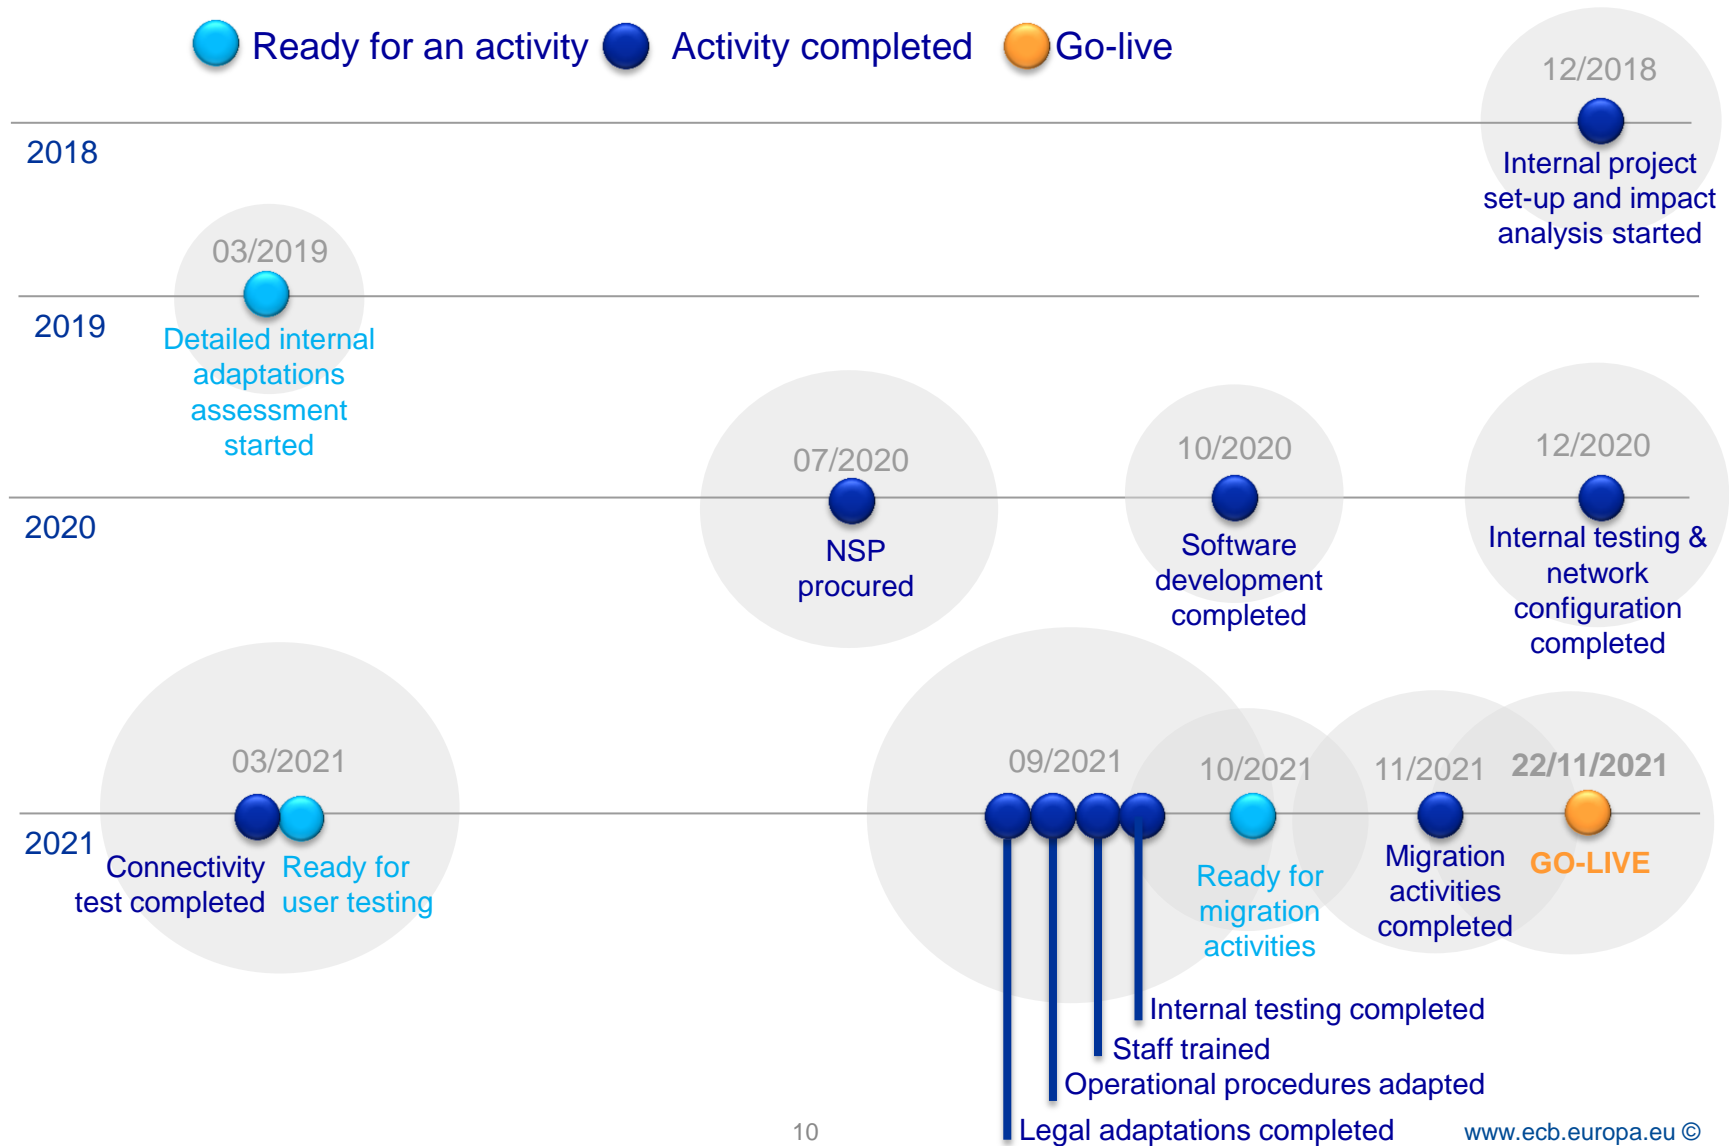 Ready for an activity
Activity completed
Go-live
12/2018
2018
Internal project
set-up and impact
analysis started
03/2019
2019
Detailed internal
adaptations
assessment
started
07/2020
10/2020
12/2020
2020
NSP
procured
Software
development
completed
Internal testing &
network
configuration
completed
03/2021
09/2021
10/2021
11/2021
22/11/2021
2021
Connectivity
test completed
Ready for
user testing
Ready for
migration
activities
Migration
activities
completed
GO-LIVE
Internal testing completed
Staff trained
Operational procedures adapted
Legal adaptations completed
10
www.ecb.europa.eu ©